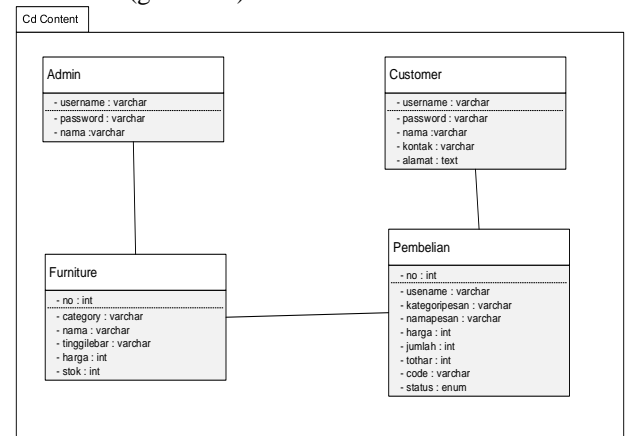 Cd Content
Admin
- username : varchar
- password : varchar
- nama :varchar
Customer
- username : varchar
- password : varchar
- nama :varchar
- kontak : varchar
- alamat : text
Furniture
- no : int
- category : varchar
- nama : varchar
- tinggilebar : varchar
- harga : int
- stok : int
Pembelian
- no : int
- usename : varchar
- kategoripesan : varchar
- namapesan : varchar
- harga : int
- jumlah : int
- tothar : int
- code : varchar
- status : enum